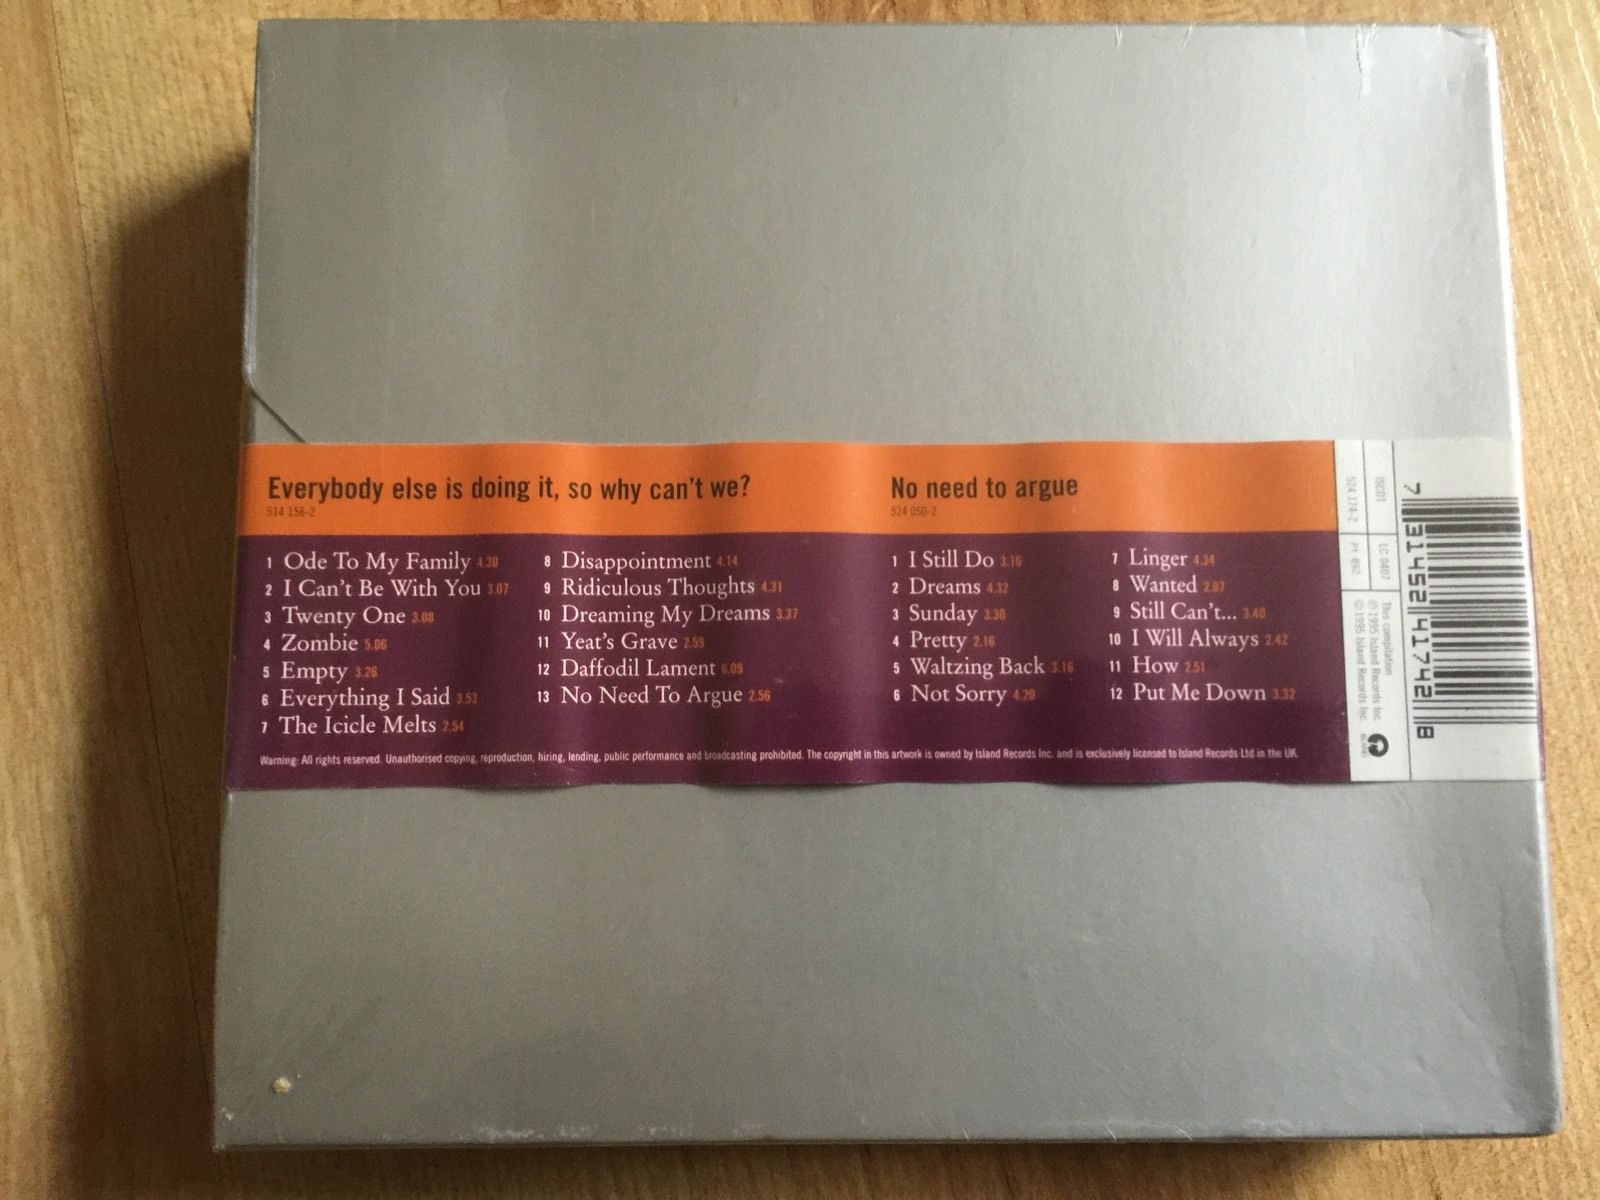 Everybody else is doing it, so why can't we?
514 156-2
1 Ode To My Family 4.30
2 I Can't Be With You 3.07
3 Twenty One 3.08
4 Zombie 5.06
5 Empty 3.26
6 Everything I Said 3.53
7 The Icicle Melts 2.54
8 Disappointment 4.14
9 Ridiculous Thoughts 4.31
10 Dreaming My Dreams 3.37
11 Yeat's Grave 2.59
12 Daffodil Lament 6.09
13 No Need To Argue 2.56
No need to argue
524 050-2
1 I Still Do 3.16
2 Dreams 4.32
3 Sunday 3.30
4 Pretty 2.16
5 Waltzing Back 3.16
6 Not Sorry 4.20
7 Linger 4.34
8 Wanted 2.07
9 Still Can't... 3.40
10 I Will Always 2.42
11 How 2.51
12 Put Me Down 3.32
Warning: All rights reserved. Unauthorised copying, reproduction, hiring, lending, public performance and broadcasting prohibited. The copyright in this artwork is owned by Island Records Inc. and is exclusively licensed to Island Records Ltd in the UK.
ISCD1
524 174-2
LC 0407
PY 892
This compilation
℗ 1995 Island Records Inc.
© 1995 Island Records Inc.
7 31452 41742 8